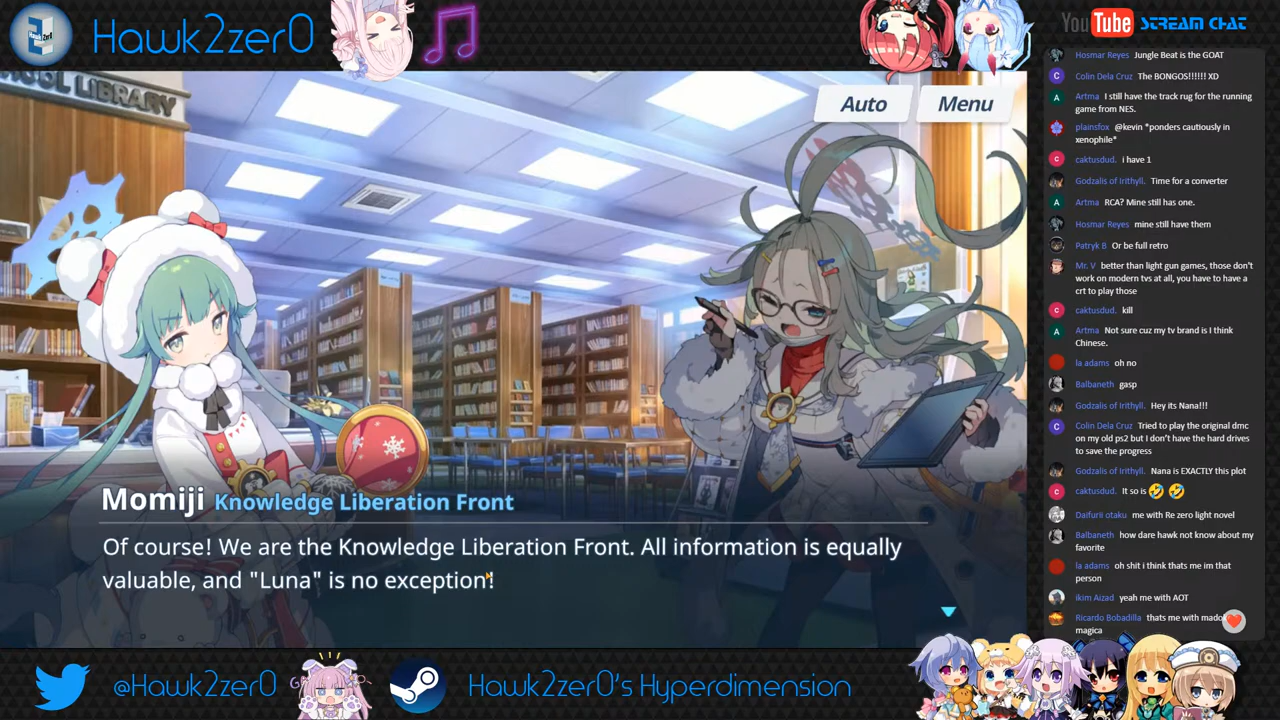 Hawk2zer0
YouTube STREAM CHAT
OOL LIBRARY
Auto
Menu
Momiji Knowledge Liberation Front
Of course! We are the Knowledge Liberation Front. All information is equally
valuable, and "Luna" is no exception!
Hosmar Reyes Jungle Beat is the GOAT
C Colin Dela Cruz The BONGOS!!!!!! XD
A Artma I still have the track rug for the running
game from NES.
plainsfox @kevin *ponders cautiously in
xenophile*
c caktusdud. i have 1
Godzalis of Irithyll. Time for a converter
A Artma RCA? Mine still has one.
Hosmar Reyes mine still have them
Patryk B Or be full retro
Mr. V better than light gun games, those don't
work on modern tvs at all, you have to have a
crt to play those
c caktusdud. kill
A Artma Not sure cuz my tv brand is I think
Chinese.
la adams oh no
Balbaneth gasp
Godzalis of Irithyll. Hey its Nana!!!
C Colin Dela Cruz Tried to play the original dmc
on my old ps2 but I don't have the hard drives
to save the progress
Godzalis of Irithyll. Nana is EXACTLY this plot
c caktusdud. It so is 🤣 🤣
Daifurii otaku me with Re zero light novel
Balbaneth how dare hawk not know about my
favorite
la adams oh shit i think thats me im that
person
ikim Aizad yeah me with AOT
Ricardo Bobadilla thats me with mado
magica
@Hawk2zer0
Hawk2zer0's Hyperdimension